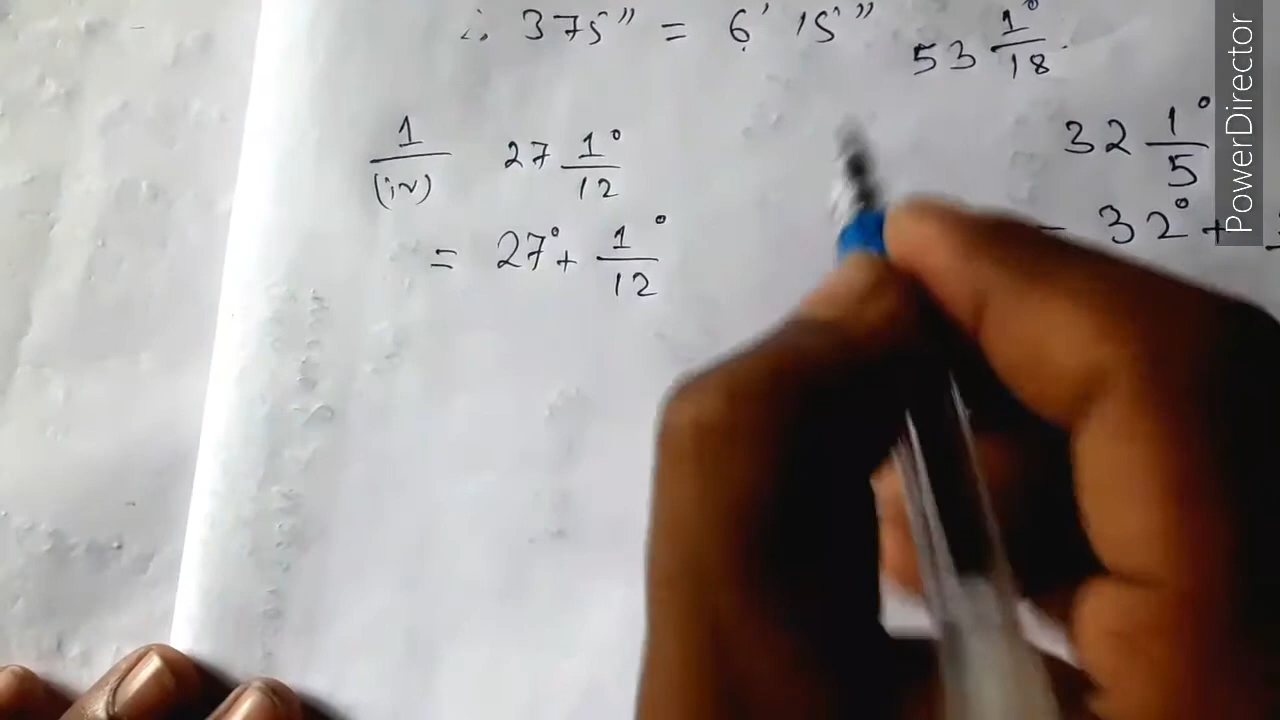 ∴ 375″ = 6′ 15″
53 1/18°
1/(iv) 27 1/12°
= 27° + 1/12°
32 1/5°
32° +
PowerDirector